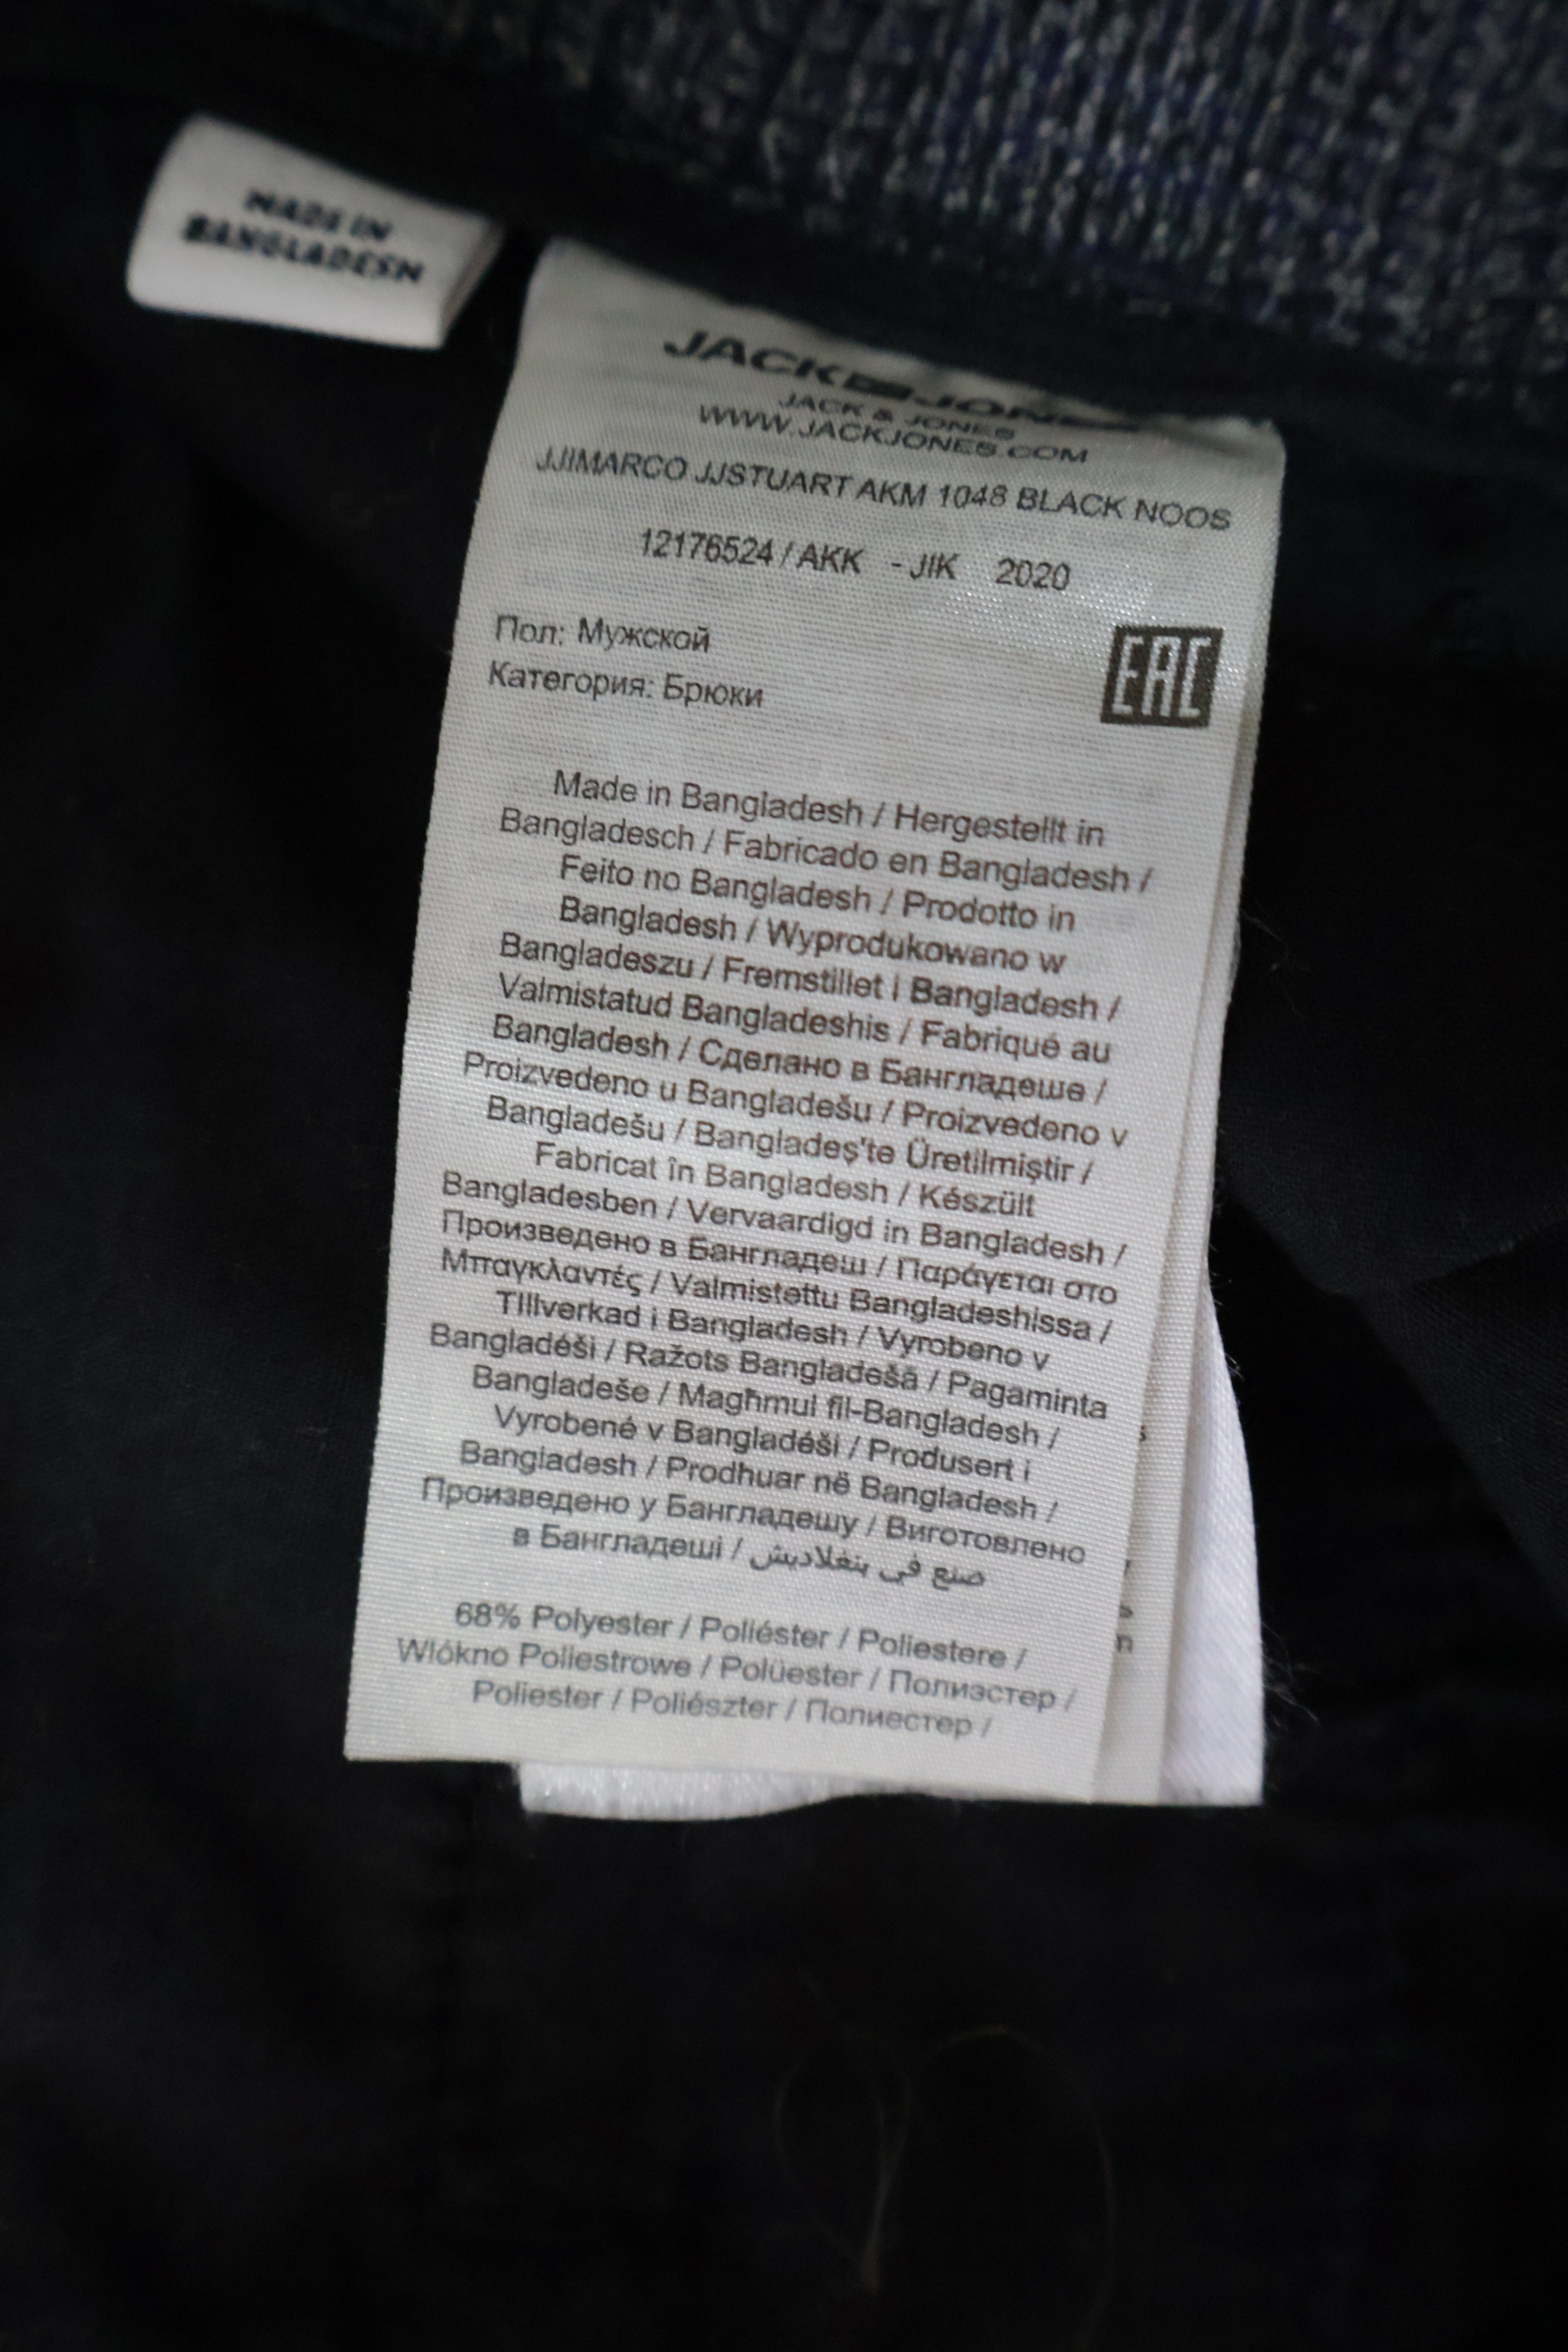 MADE IN
BANGLADESH
JACK & JONES
JACK & JONES
WWW.JACKJONES.COM
JJIMARCO JJSTUART AKM 1048 BLACK NOOS
12176524 / AKK - JIK 2020
Пол: Мужской
Категория: Брюки
EAC
Made in Bangladesh / Hergestellt in
Bangladesch / Fabricado en Bangladesh /
Feito no Bangladesh / Prodotto in
Bangladesh / Wyprodukowano w
Bangladeszu / Fremstillet i Bangladesh /
Valmistatud Bangladeshis / Fabriqué au
Bangladesh / Сделано в Бангладеше /
Proizvedeno u Bangladešu / Proizvedeno v
Bangladešu / Bangladeş'te Üretilmiştir /
Fabricat în Bangladesh / Készült
Bangladesben / Vervaardigd in Bangladesh /
Произведено в Бангладеш / Παράγεται στο
Μπαγκλαντές / Valmistettu Bangladeshissa /
Tillverkad i Bangladesh / Vyrobeno v
Bangladéši / Ražots Bangladešā / Pagaminta
Bangladeše / Magħmul fil-Bangladesh /
Vyrobené v Bangladéši / Produsert i
Bangladesh / Prodhuar në Bangladesh /
Произведено у Бангладешу / Виготовлено
в Бангладеші / صنع في بنغلاديش
68% Polyester / Poliéster / Poliestere /
Wlókno Poliestrowe / Polüester / Полиэстер /
Poliester / Poliészter / Полиестер /